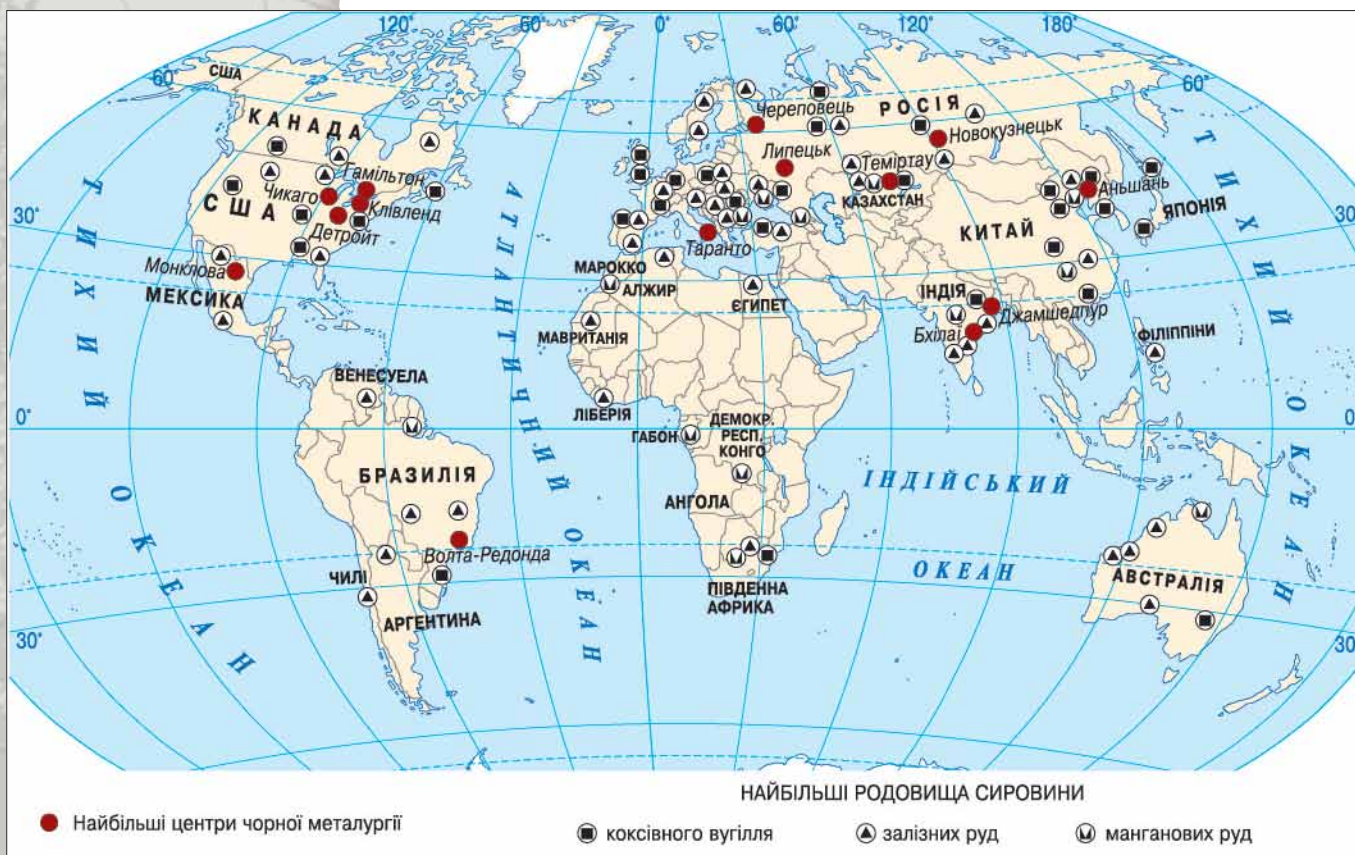 120°
60°
0°
60°
120°
180°
60°
60°
США
КАНАДА
Череповець
РОСІЯ
Новокузнецьк
Липецьк
Теміртау
КАЗАХСТАН
Гамільтон
Чикаго
Клівленд
США
Детройт
Аньшань
ЯПОНІЯ
КИТАЙ
30°
30°
Таранто
Монклова
МЕКСИКА
МАРОККО
АЛЖИР
ЄГИПЕТ
ІНДІЯ
Джамшедпур
Бхілаї
МАВРИТАНІЯ
ФІЛІППІНИ
ВЕНЕСУЕЛА
ЛІБЕРІЯ
0°
0°
ГАБОН
ДЕМОКР.
РЕСП.
КОНГО
БРАЗИЛІЯ
АНГОЛА
ІНДІЙСЬКИЙ
ОКЕАН
Волта-Редонда
ЧИЛІ
АРГЕНТИНА
ПІВДЕННА
АФРИКА
АВСТРАЛІЯ
30°
30
ТИХИЙ ОКЕАН
АТЛАНТИЧНИЙ ОКЕАН
ТИХИЙ ОКЕАН
НАЙБІЛЬШІ РОДОВИЩА СИРОВИНИ
Найбільші центри чорної металургії
коксівного вугілля
залізних руд
манганових руд